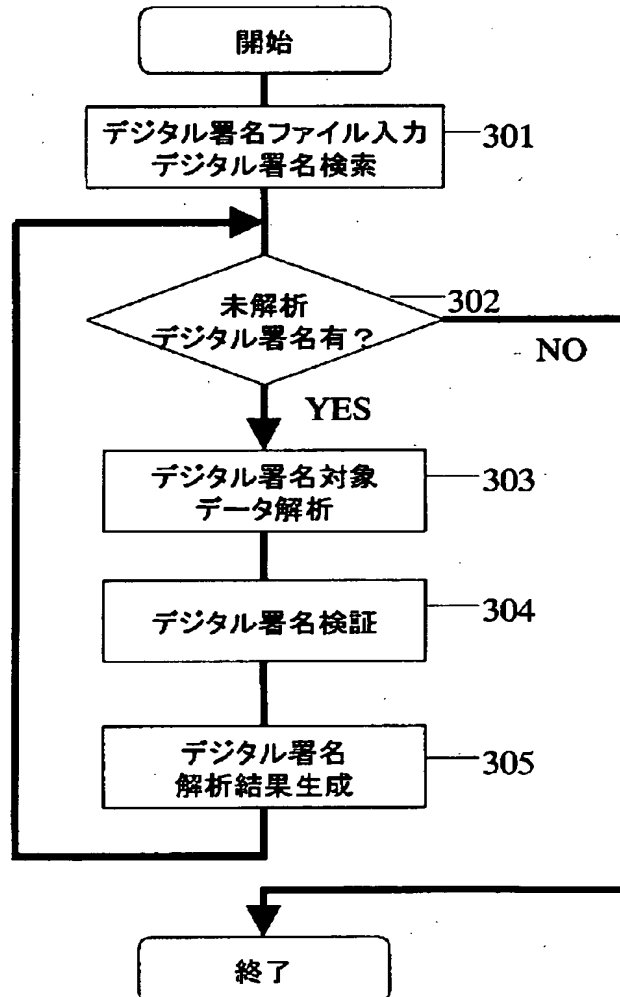 開始
デジタル署名ファイル入力
デジタル署名検索
301
未解析
デジタル署名有？
302
NO
YES
デジタル署名対象
データ解析
303
デジタル署名検証
304
デジタル署名
解析結果生成
305
終了